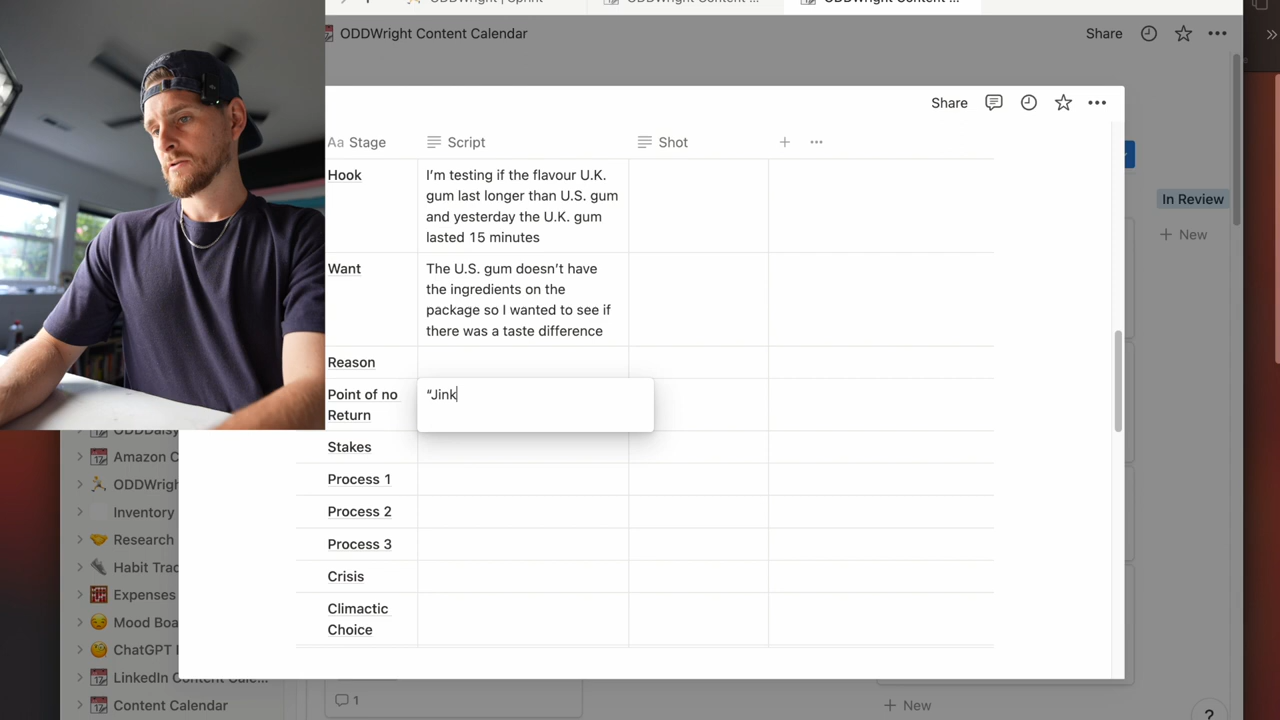 ODDWright Content Calendar
Share
Share
Aa Stage
Script
Shot
Hook
I'm testing if the flavour U.K.
gum last longer than U.S. gum
and yesterday the U.K. gum
lasted 15 minutes
In Review
New
Want
The U.S. gum doesn't have
the ingredients on the
package so I wanted to see if
there was a taste difference
Reason
Point of no
Return
“Jink
Stakes
Process 1
Process 2
Process 3
Crisis
Climactic
Choice
Amazon C
ODDWrigh
Inventory
Research
Habit Trac
Expenses
Mood Boa
ChatGPT
LinkedIn Content Cale...
Content Calendar
1
New
?